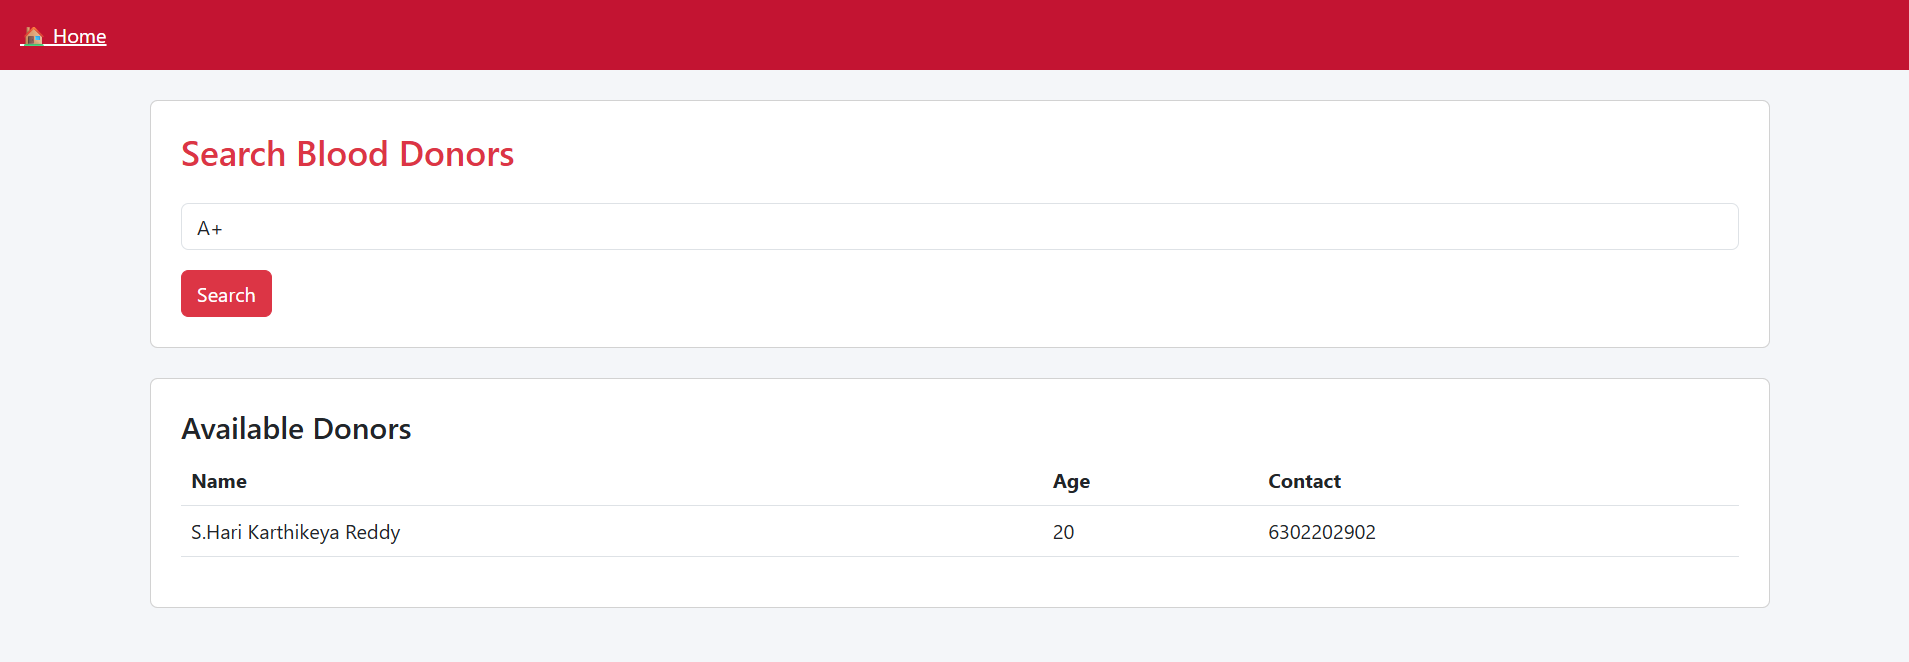 🏠 Home
Search Blood Donors
A+
Search
Available Donors
Name Age Contact
S.Hari Karthikeya Reddy 20 6302202902